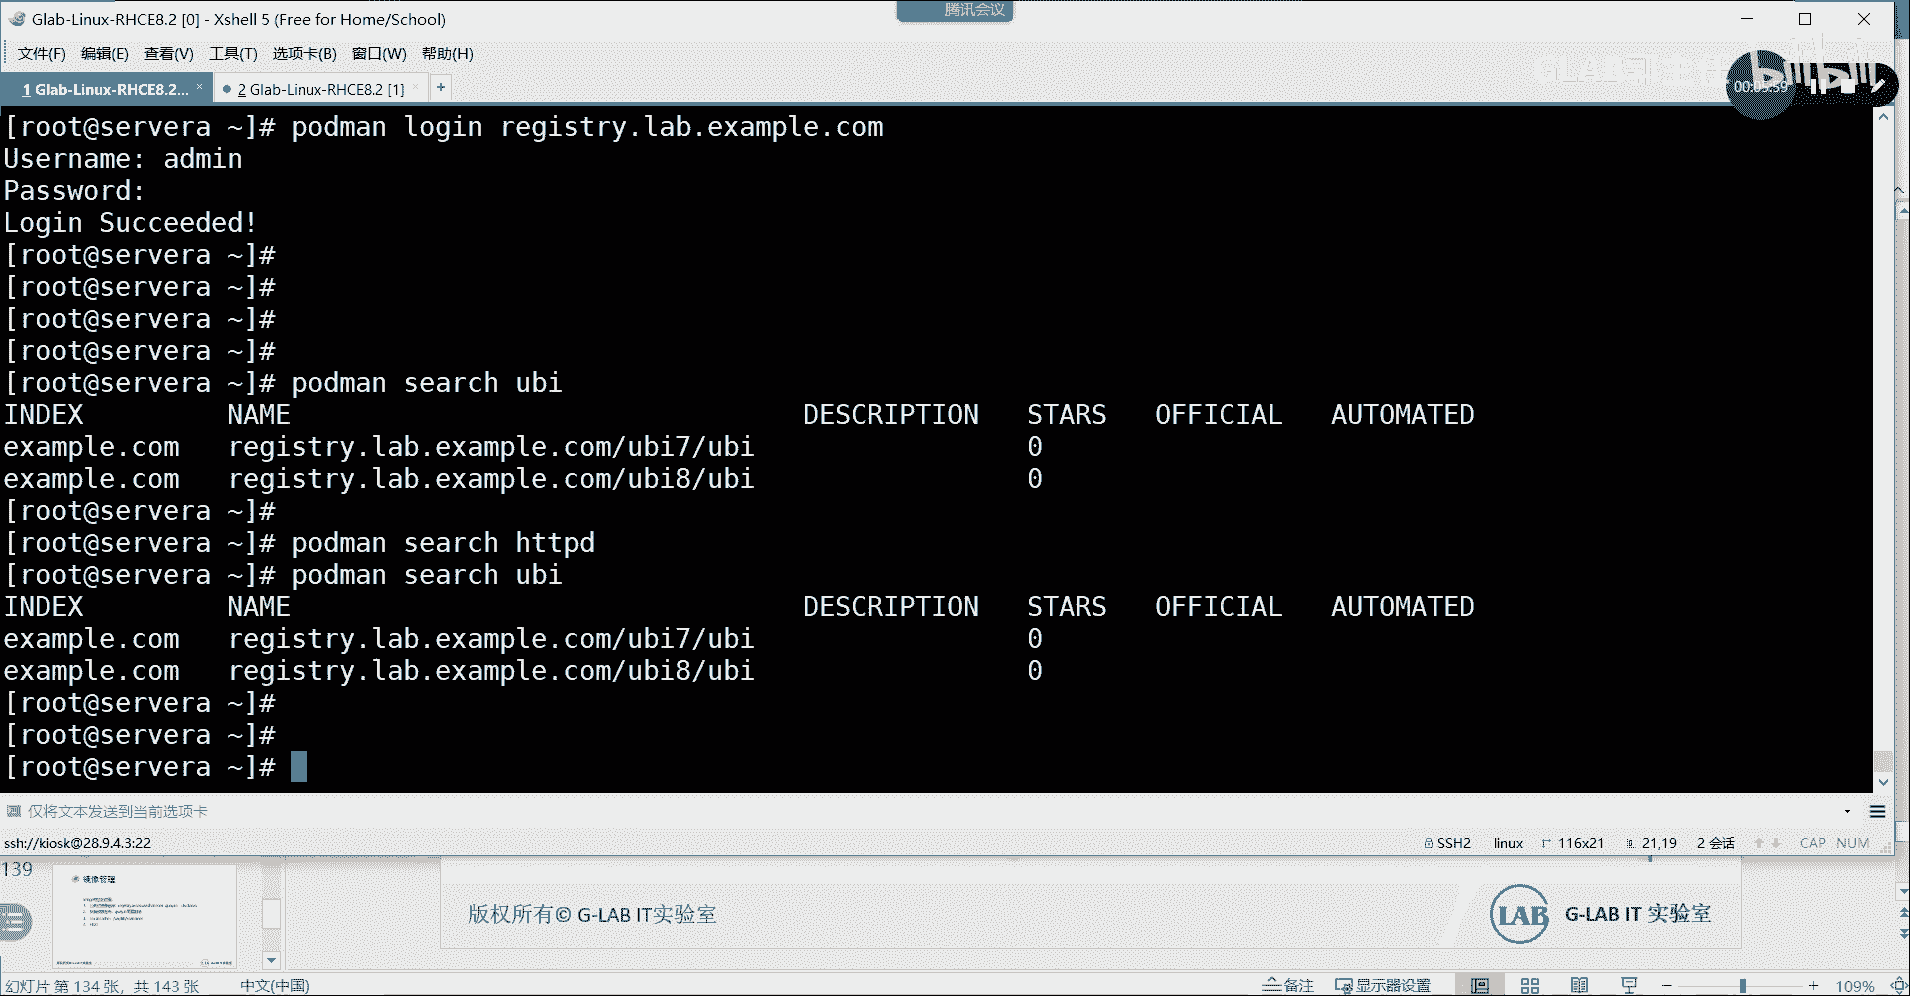 腾讯会议
Glab-Linux-RHCE8.2 [0] - Xshell 5 (Free for Home/School)
文件(F) 编辑(E) 查看(V) 工具(T) 选项卡(B) 窗口(W) 帮助(H)
bilibili
00:05:59
1 Glab-Linux-RHCE8.2... × 2 Glab-Linux-RHCE8.2 [1] × +
[root@servera ~]# podman login registry.lab.example.com
Username: admin
Password:
Login Succeeded!
[root@servera ~]#
[root@servera ~]#
[root@servera ~]#
[root@servera ~]#
[root@servera ~]# podman search ubi
INDEX NAME DESCRIPTION STARS OFFICIAL AUTOMATED
example.com registry.lab.example.com/ubi7/ubi 0
example.com registry.lab.example.com/ubi8/ubi 0
[root@servera ~]#
[root@servera ~]# podman search httpd
[root@servera ~]# podman search ubi
INDEX NAME DESCRIPTION STARS OFFICIAL AUTOMATED
example.com registry.lab.example.com/ubi7/ubi 0
example.com registry.lab.example.com/ubi8/ubi 0
[root@servera ~]#
[root@servera ~]#
[root@servera ~]#
仅将文本发送到当前选项卡
ssh://kiosk@28.9.4.3:22 SSH2 linux 116x21 21,19 2 会话 CAP NUM
139
镜像管理
版权所有© G-LAB IT实验室
LAB G-LAB IT 实验室
幻灯片 第 134 张，共 143 张 中文(中国) 备注 显示器设置 − + 109%